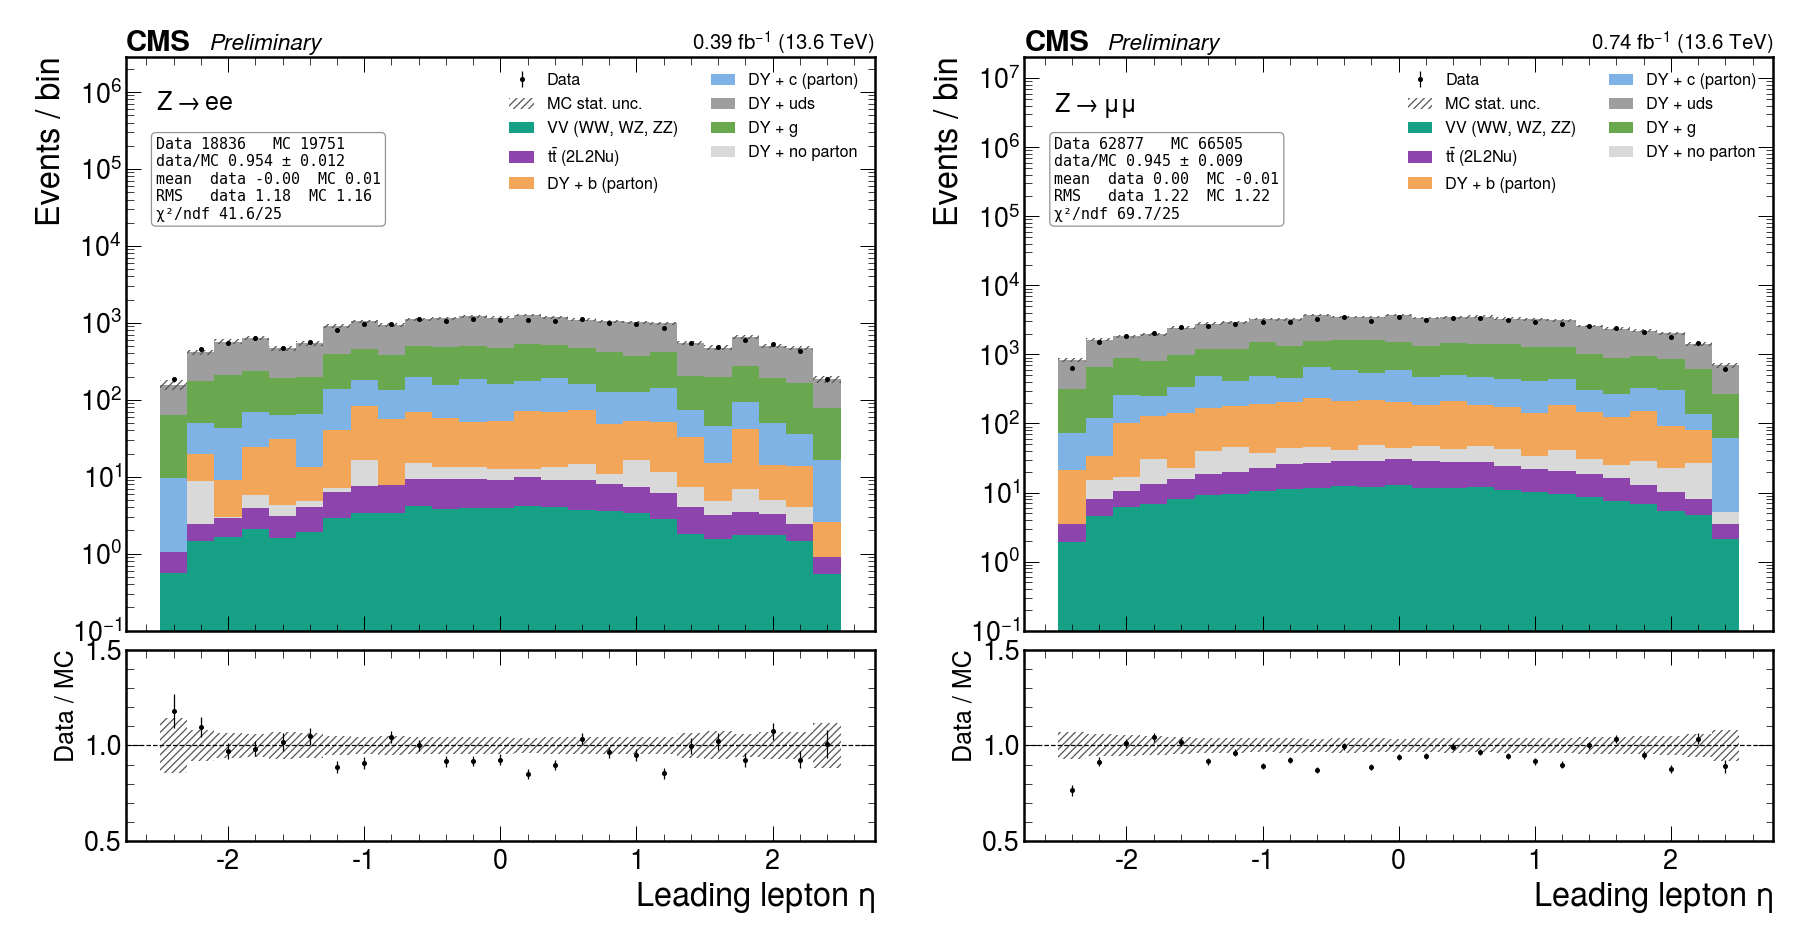 CMS Preliminary 0.39 fb⁻¹ (13.6 TeV)
Events / bin
10⁶
10⁵
10⁴
10³
10²
10¹
10⁰
10⁻¹
Z → ee
Data 18836   MC 19751
data/MC 0.954 ± 0.012
mean  data -0.00  MC 0.01
RMS   data 1.18  MC 1.16
χ²/ndf 41.6/25
Data
MC stat. unc.
VV (WW, WZ, ZZ)
tt̄ (2L2Nu)
DY + b (parton)
DY + c (parton)
DY + uds
DY + g
DY + no parton
Data / MC
1.5
1.0
0.5
-2 -1 0 1 2
Leading lepton η
CMS Preliminary 0.74 fb⁻¹ (13.6 TeV)
Events / bin
10⁷
10⁶
10⁵
10⁴
10³
10²
10¹
10⁰
10⁻¹
Z → μμ
Data 62877   MC 66505
data/MC 0.945 ± 0.009
mean  data 0.00  MC -0.01
RMS   data 1.22  MC 1.22
χ²/ndf 69.7/25
Data
MC stat. unc.
VV (WW, WZ, ZZ)
tt̄ (2L2Nu)
DY + b (parton)
DY + c (parton)
DY + uds
DY + g
DY + no parton
Data / MC
1.5
1.0
0.5
-2 -1 0 1 2
Leading lepton η